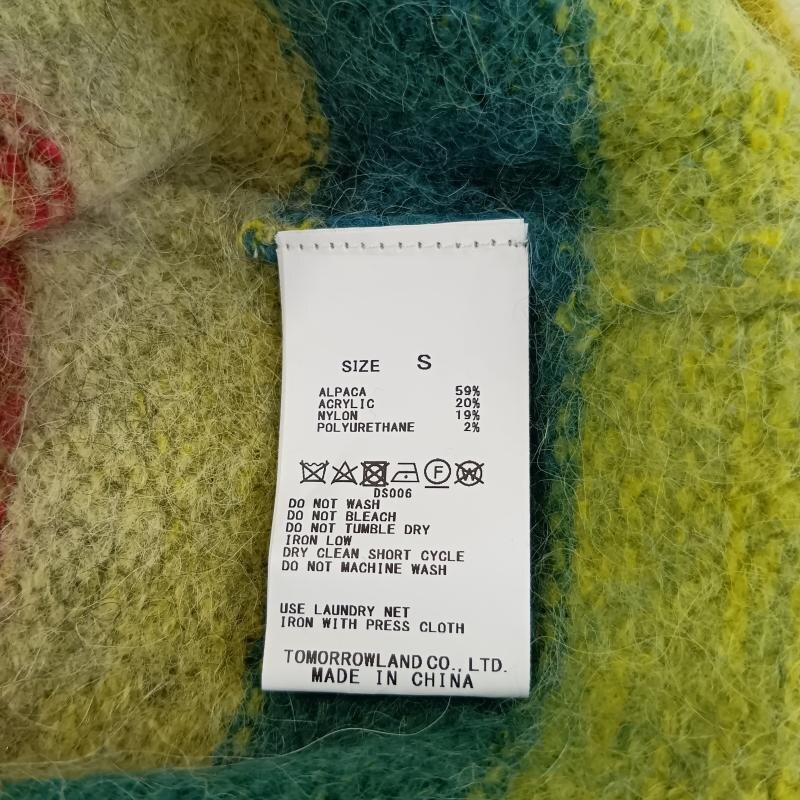 SIZE S
ALPACA 59%
ACRYLIC 20%
NYLON 19%
POLYURETHANE 2%
F W
DS006
DO NOT WASH
DO NOT BLEACH
DO NOT TUMBLE DRY
IRON LOW
DRY CLEAN SHORT CYCLE
DO NOT MACHINE WASH
USE LAUNDRY NET
IRON WITH PRESS CLOTH
TOMORROWLAND CO., LTD.
MADE IN CHINA